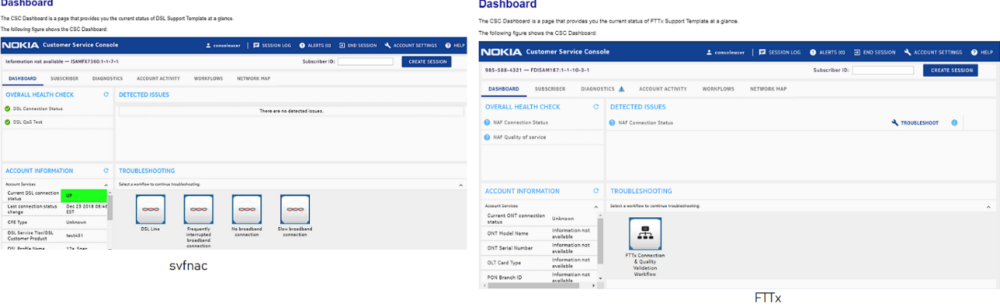 Dashboard
The CSC Dashboard is a page that provides you the current status of DSL Support Template at a glance.
The following figure shows the CSC Dashboard:
NOKIA Customer Service Console
consoleuser | SESSION LOG ALERTS (0) END SESSION ACCOUNT SETTINGS HELP
Information not available — ISAMFX7360:1-1-7-1
Subscriber ID: CREATE SESSION
DASHBOARD SUBSCRIBER DIAGNOSTICS ACCOUNT ACTIVITY WORKFLOWS NETWORK MAP
OVERALL HEALTH CHECK
DSL Connection Status
DSL QoS Test
DETECTED ISSUES
There are no detected issues.
ACCOUNT INFORMATION
Account Services
Current DSL connection status UP
Last connection status change Dec 23 2018 08:46 EST
CPE Type Unknown
DSL Service Tier/DSL Customer Product test451
DSL Profile Name 17a_Spec
TROUBLESHOOTING
Select a workflow to continue troubleshooting.
DSL Line
Frequently interrupted broadband connection
No broadband connection
Slow broadband connection
svfnac
Dashboard
The CSC Dashboard is a page that provides you the current status of FTTx Support Template at a glance.
The following figure shows the CSC Dashboard:
NOKIA Customer Service Console
consoleuser | SESSION LOG ALERTS (0) END SESSION ACCOUNT SETTINGS HELP
985-588-4321 — FDISAM187:1-1-10-3-1
Subscriber ID: CREATE SESSION
DASHBOARD SUBSCRIBER DIAGNOSTICS ACCOUNT ACTIVITY WORKFLOWS NETWORK MAP
OVERALL HEALTH CHECK
NAF Connection Status
NAF Quality of service
DETECTED ISSUES
NAF Connection Status TROUBLESHOOT
ACCOUNT INFORMATION
Account Services
Current ONT connection status Unknown
ONT Model Name Information not available
ONT Serial Number Information not available
OLT Card Type Information not available
PON Branch ID Information not available
TROUBLESHOOTING
Select a workflow to continue troubleshooting.
FTTx Connection
& Quality
Validation
Workflow
FTTx